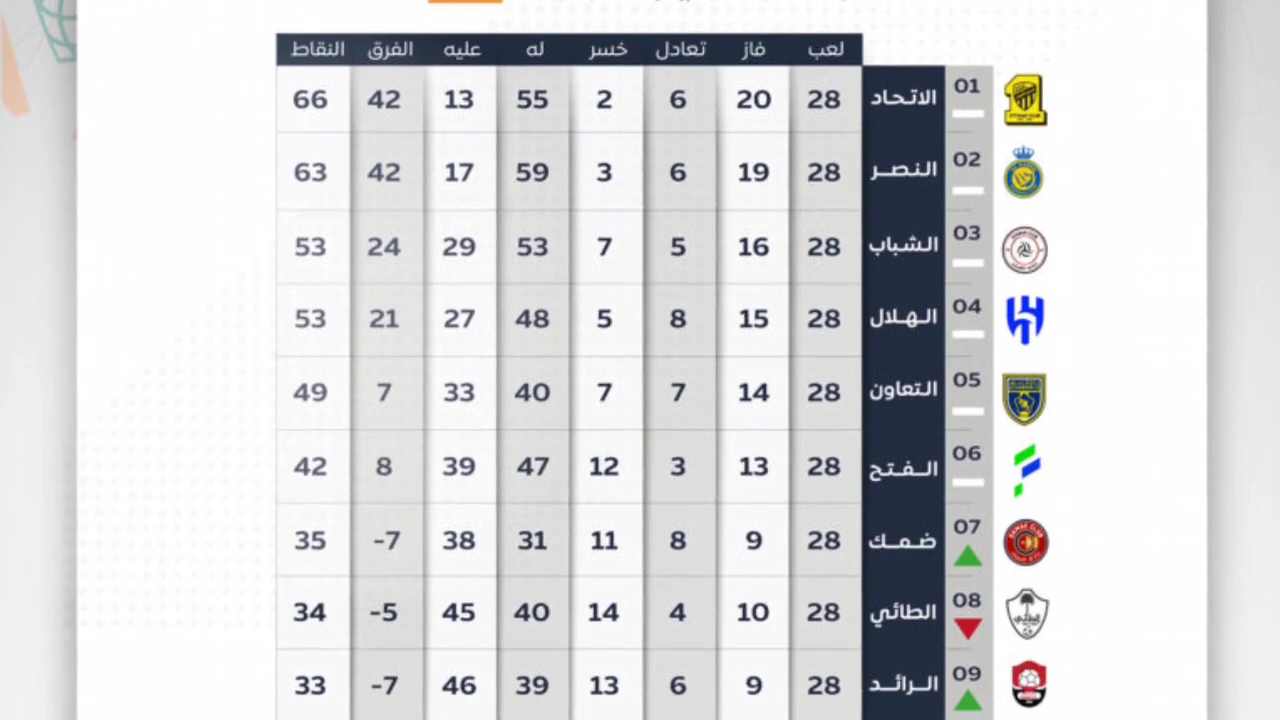 لعب فاز تعادل خسر له عليه الفرق النقاط
01 الاتحاد 28 20 6 2 55 13 42 66
02 النصر 28 19 6 3 59 17 42 63
03 الشباب 28 16 5 7 53 29 24 53
04 الهلال 28 15 8 5 48 27 21 53
05 التعاون 28 14 7 7 40 33 7 49
06 الفتح 28 13 3 12 47 39 8 42
07 ضمك 28 9 8 11 31 38 -7 35
08 الطائي 28 10 4 14 40 45 -5 34
09 الرائد 28 9 6 13 39 46 -7 33